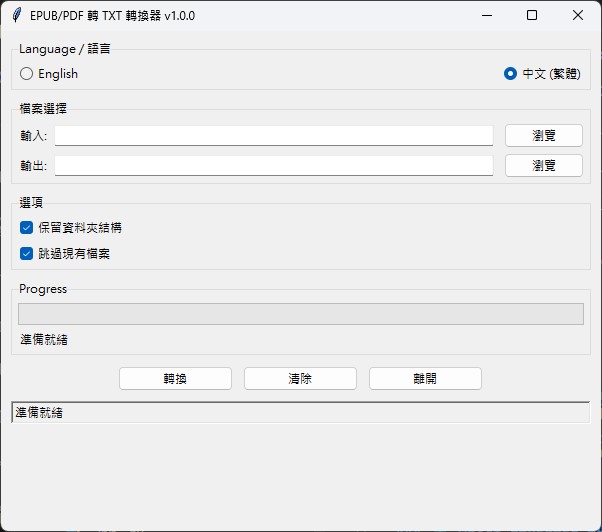 EPUB/PDF 轉 TXT 轉換器 v1.0.0
Language / 語言
English 中文 (繁體)
檔案選擇
輸入: 瀏覽
輸出: 瀏覽
選項
保留資料夾結構
跳過現有檔案
Progress
準備就緒
轉換 清除 離開
準備就緒